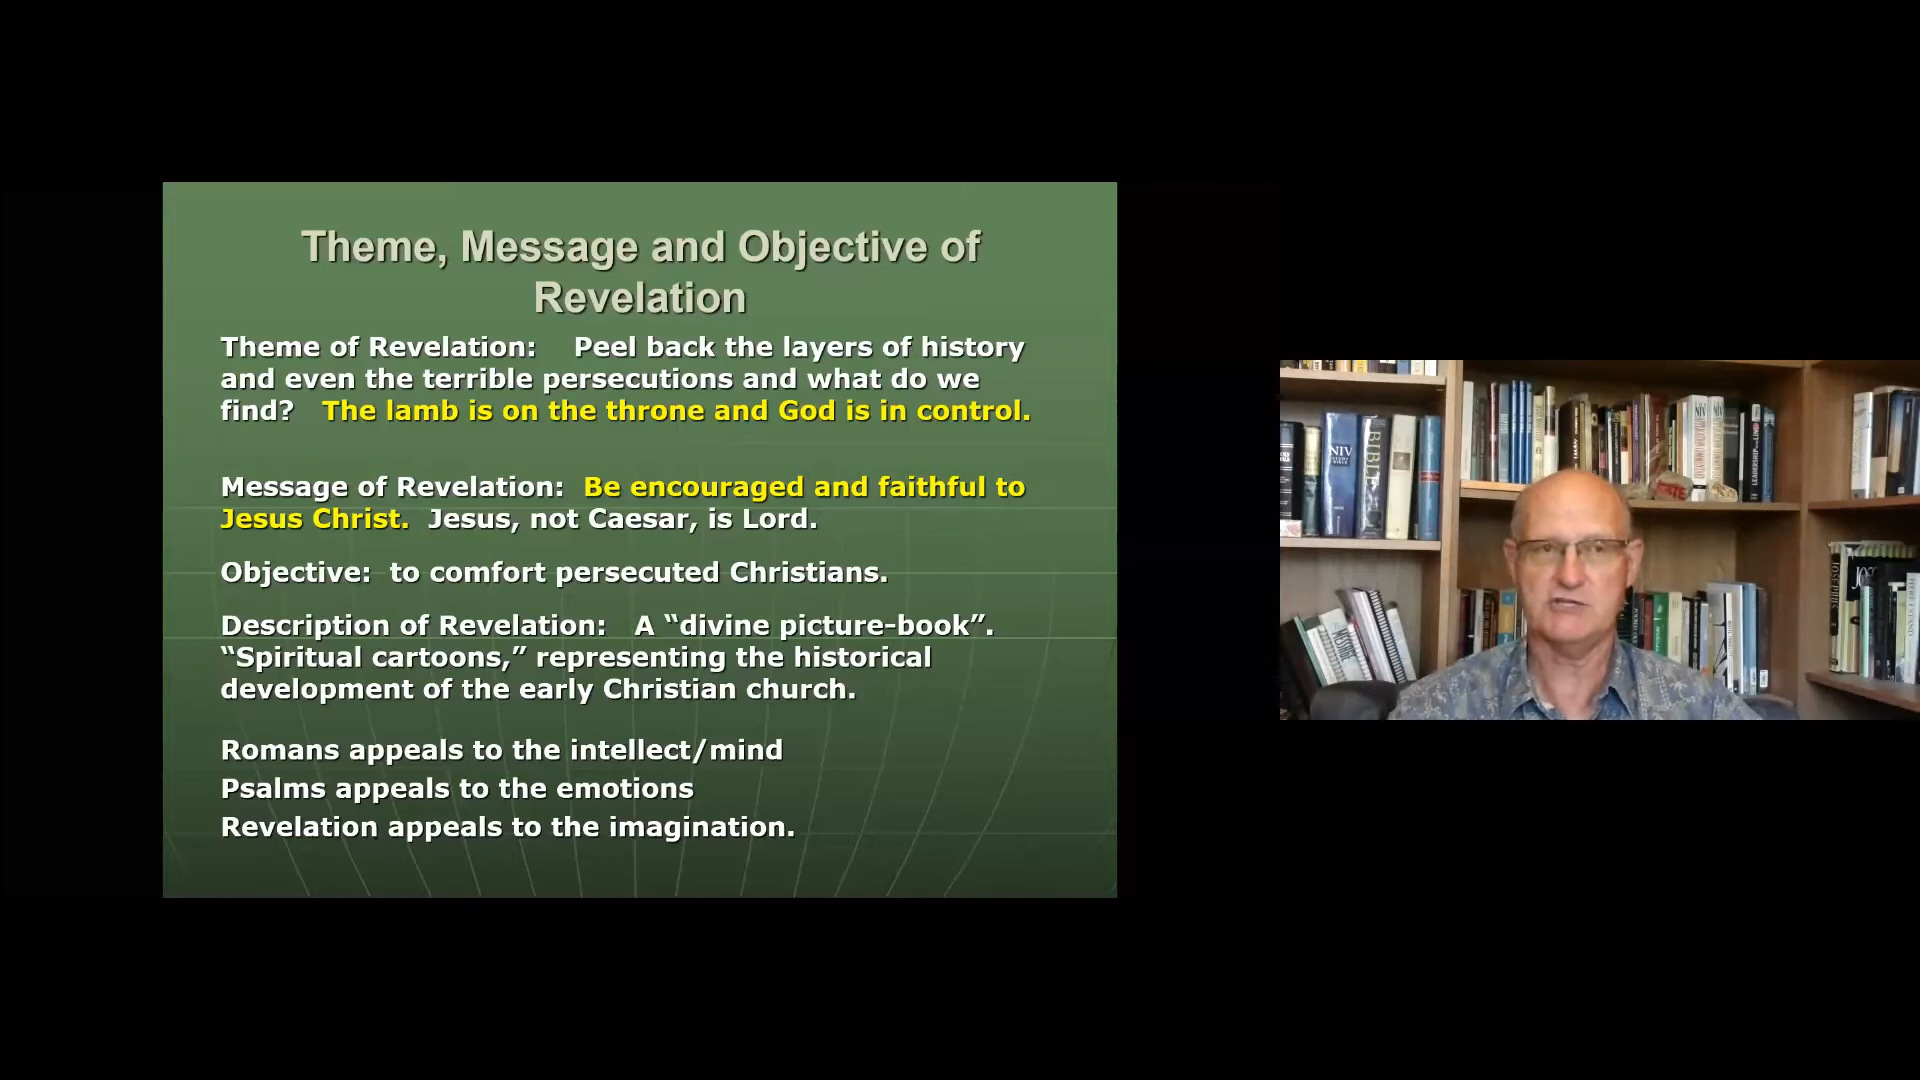 Theme, Message and Objective of
Revelation
Theme of Revelation: Peel back the layers of history
and even the terrible persecutions and what do we
find? The lamb is on the throne and God is in control.
Message of Revelation: Be encouraged and faithful to
Jesus Christ. Jesus, not Caesar, is Lord.
Objective: to comfort persecuted Christians.
Description of Revelation: A “divine picture-book”.
“Spiritual cartoons,” representing the historical
development of the early Christian church.
Romans appeals to the intellect/mind
Psalms appeals to the emotions
Revelation appeals to the imagination.
NIV
BIBLE
NIV
MESSAGE
JOSEPHUS